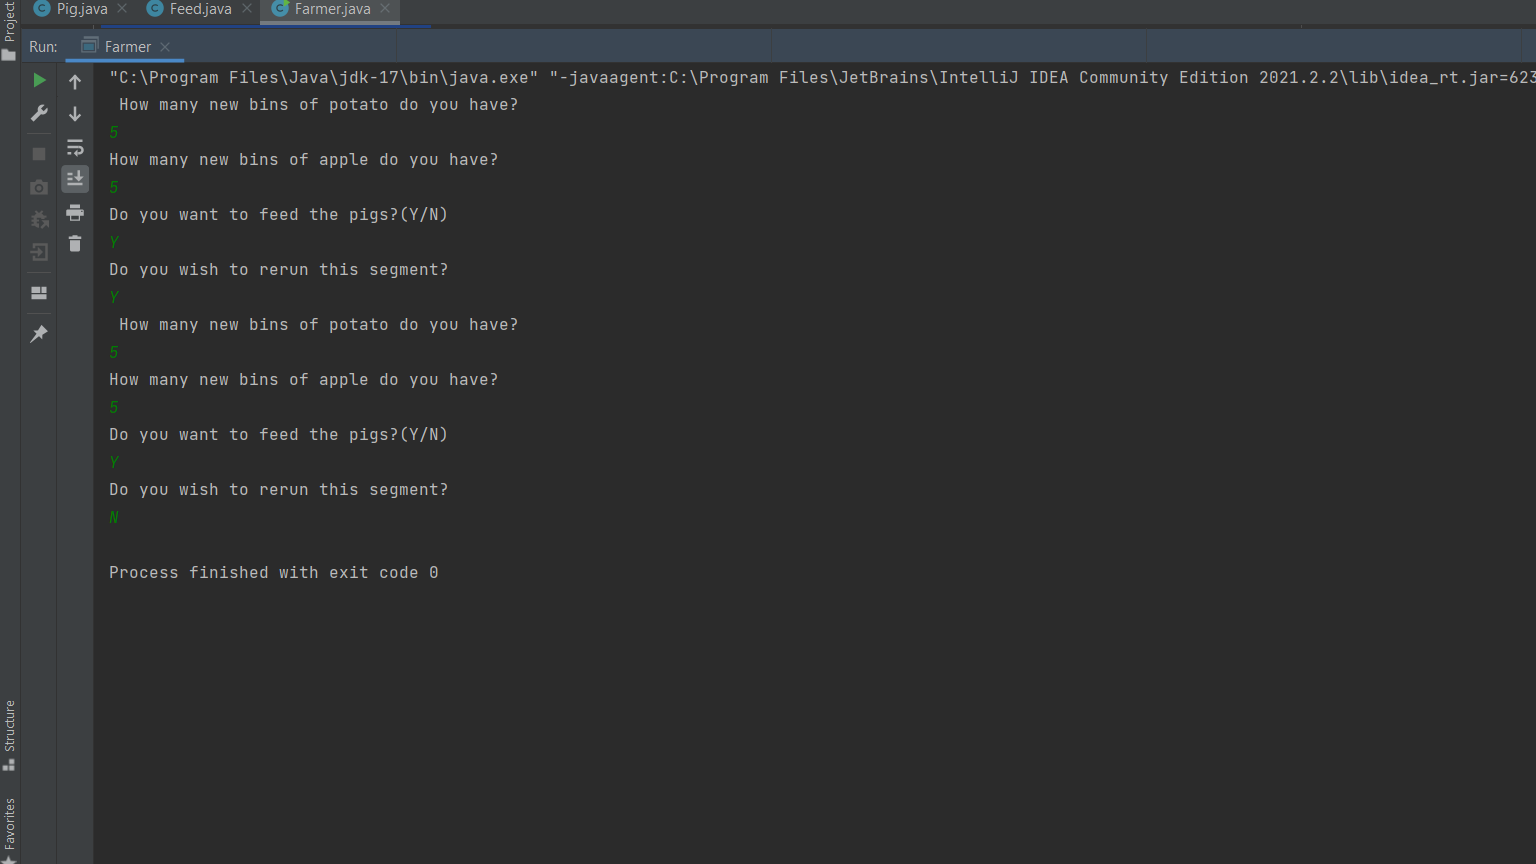 Project
Pig.java
Feed.java
Farmer.java
Run:
Farmer
"C:\Program Files\Java\jdk-17\bin\java.exe" "-javaagent:C:\Program Files\JetBrains\IntelliJ IDEA Community Edition 2021.2.2\lib\idea_rt.jar=623
How many new bins of potato do you have?
5
How many new bins of apple do you have?
5
Do you want to feed the pigs?(Y/N)
Y
Do you wish to rerun this segment?
Y
How many new bins of potato do you have?
5
How many new bins of apple do you have?
5
Do you want to feed the pigs?(Y/N)
Y
Do you wish to rerun this segment?
N
Process finished with exit code 0
Structure
Favorites